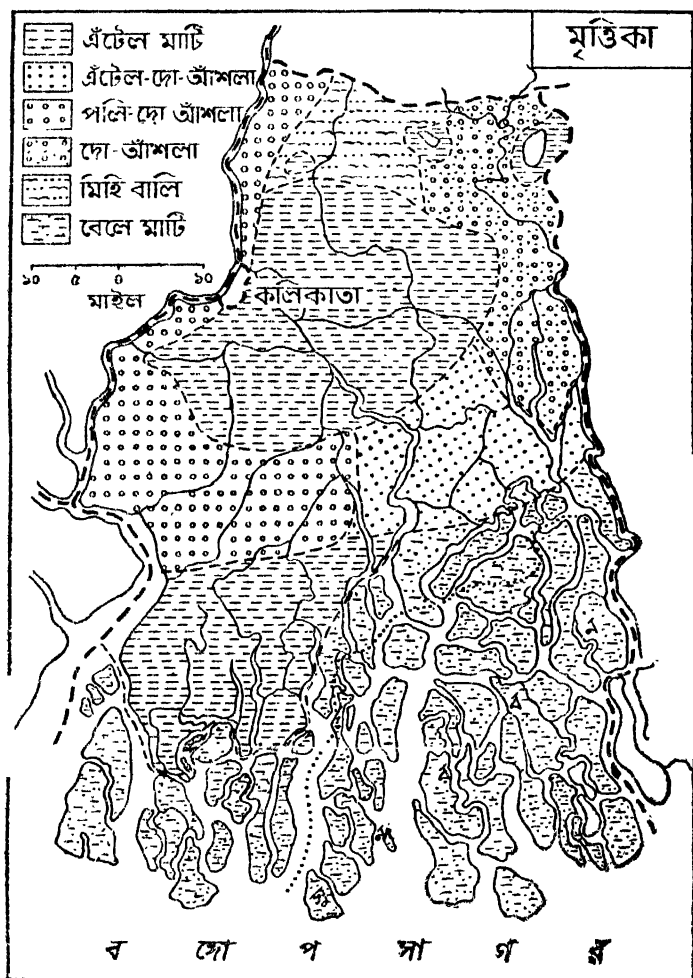 মৃত্তিকা
এঁটেল মাটি
এঁটেল-দো-আঁশলা
পলি-দো আঁশলা
দো-আঁশলা
মিহি বালি
বেলে মাটি
১০ ৫ ০ ১০
মাইল
কলিকাতা
ব ঙ্গো প সা গ র